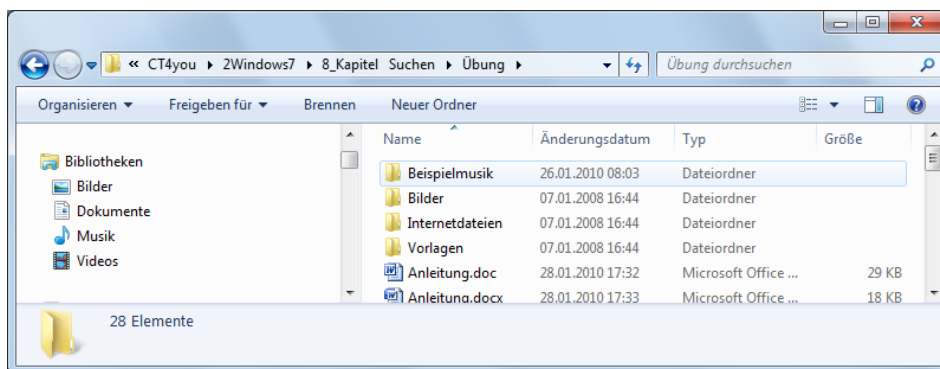 « CT4you ▸ 2Windows7 ▸ 8_Kapitel Suchen ▸ Übung ▸ Übung durchsuchen
Organisieren Freigeben für Brennen Neuer Ordner
Name Änderungsdatum Typ Größe
Bibliotheken
Bilder
Dokumente
Musik
Videos
Beispielmusik 26.01.2010 08:03 Dateiordner
Bilder 07.01.2008 16:44 Dateiordner
Internetdateien 07.01.2008 16:44 Dateiordner
Vorlagen 07.01.2008 16:44 Dateiordner
Anleitung.doc 28.01.2010 17:32 Microsoft Office ... 29 KB
Anleitung.docx 28.01.2010 17:33 Microsoft Office ... 18 KB
28 Elemente